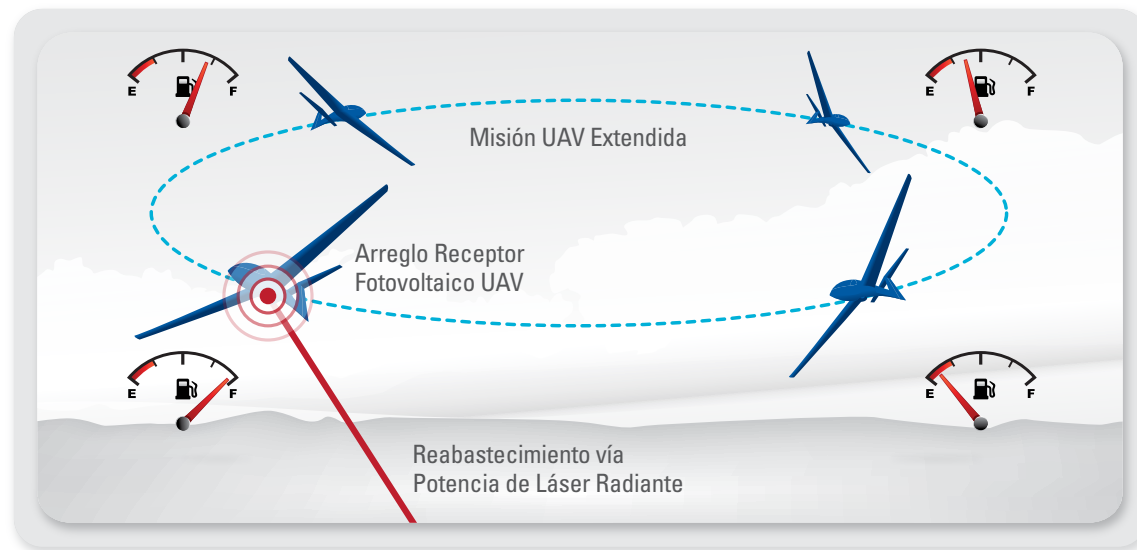 E F
E F
Misión UAV Extendida
Arreglo Receptor
Fotovoltaico UAV
E F
E F
Reabastecimiento vía
Potencia de Láser Radiante